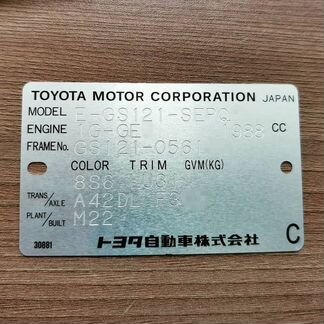 TOYOTA MOTOR CORPORATION JAPAN
MODEL E-GS121-SEPQ
ENGINE 1G-GE 1988 CC
FRAME No. GS121-0561
COLOR TRIM GVM(KG)
8S6
TRANS/AXLE A42DL F3
PLANT/BUILT M22
30881 トヨタ自動車株式会社 C